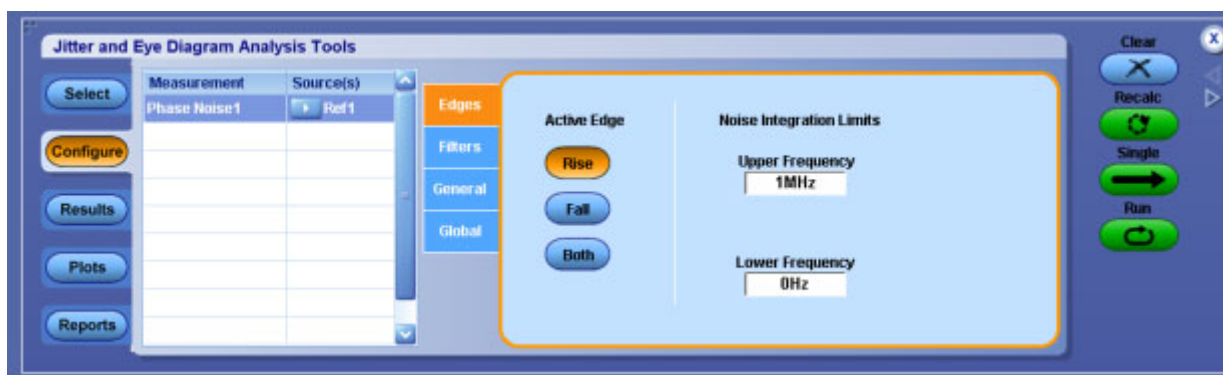 Jitter and Eye Diagram Analysis Tools
Select
Configure
Results
Plots
Reports
Measurement Source(s)
Phase Noise1 Ref1
Edges
Filters
General
Global
Active Edge
Rise
Fall
Both
Noise Integration Limits
Upper Frequency
1MHz
Lower Frequency
0Hz
Clear
X
Recalc
Single
Run